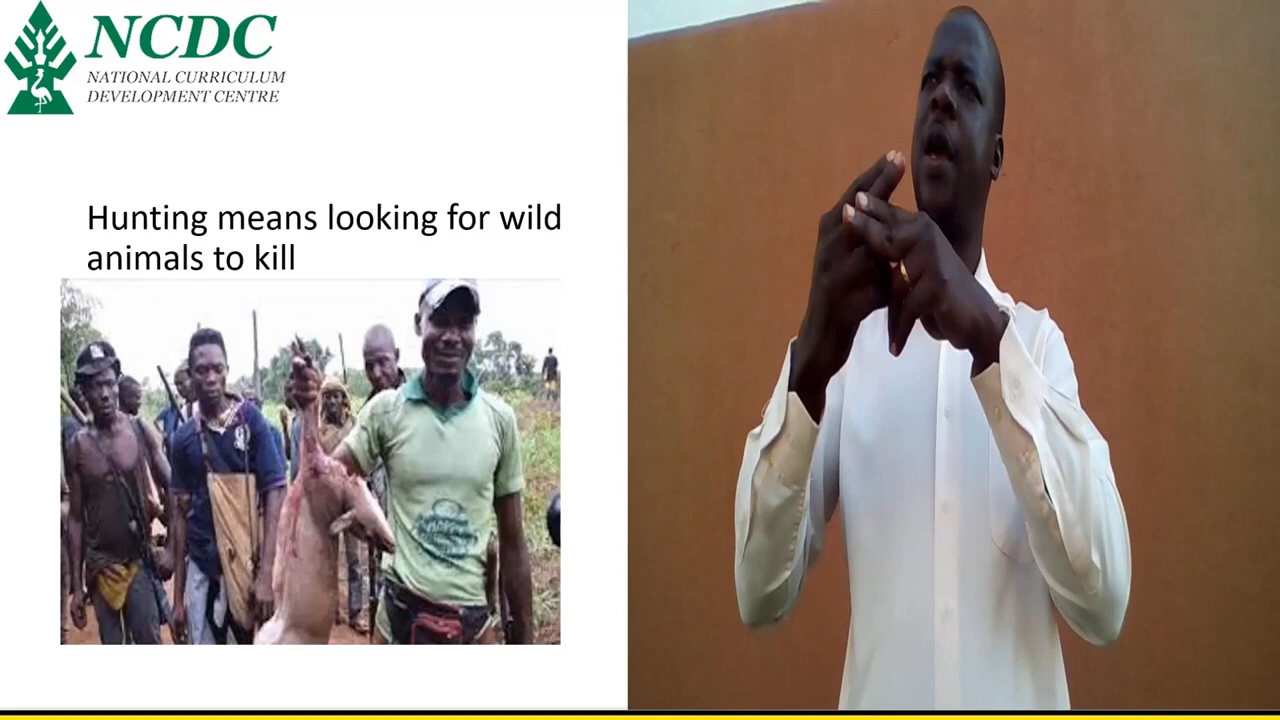 NCDC
NATIONAL CURRICULUM
DEVELOPMENT CENTRE
Hunting means looking for wild
animals to kill